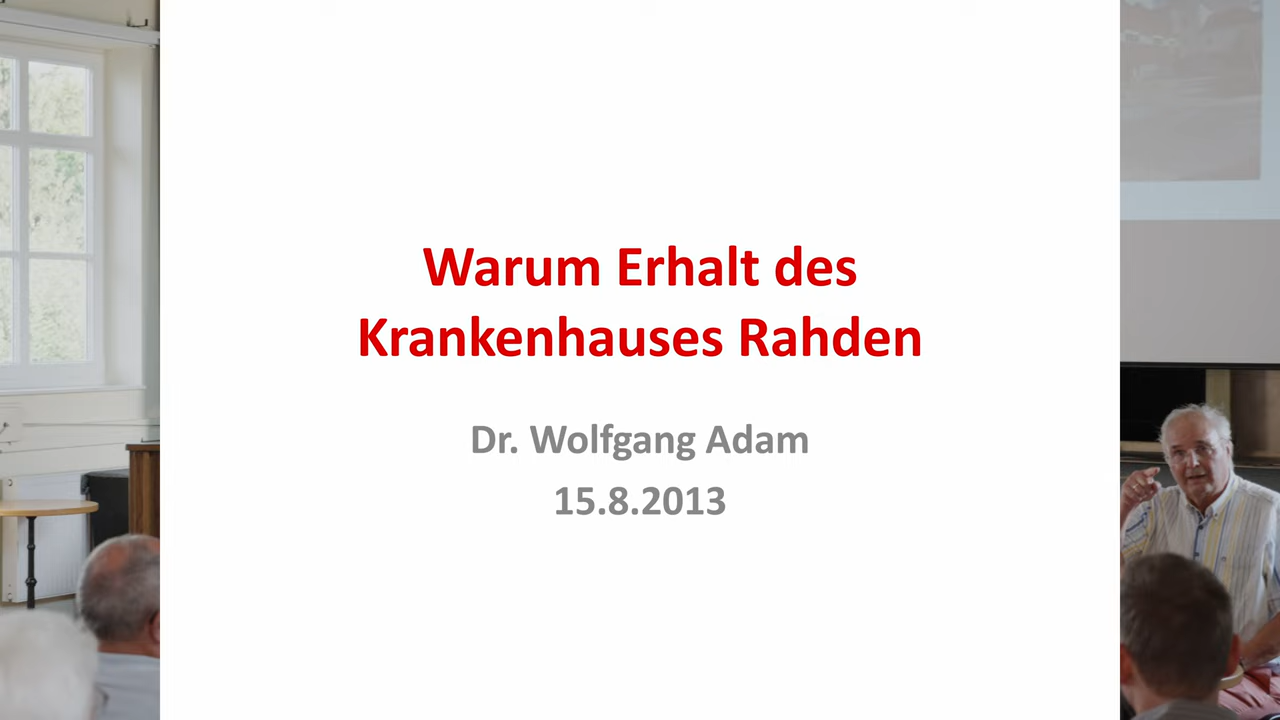 Warum Erhalt des
Krankenhauses Rahden
Dr. Wolfgang Adam
15.8.2013